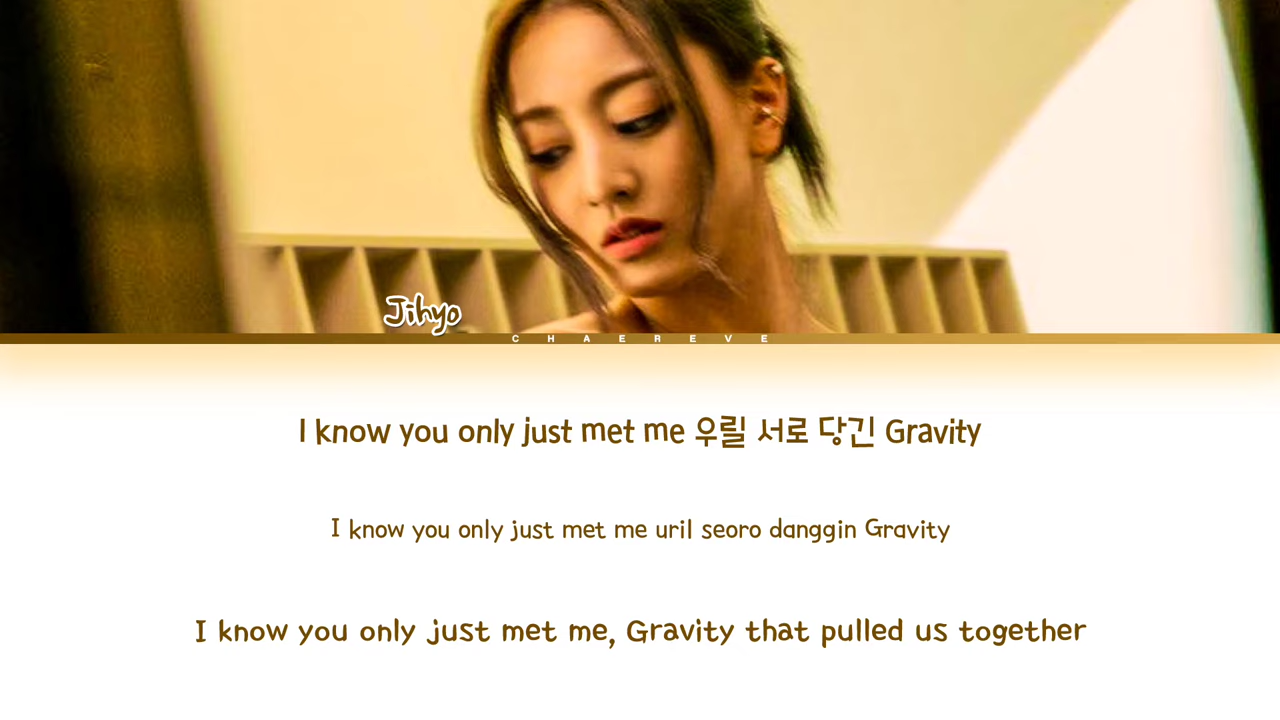 Jihyo
CHAEREVE
I know you only just met me 우릴 서로 당긴 Gravity
I know you only just met me uril seoro danggin Gravity
I know you only just met me, Gravity that pulled us together